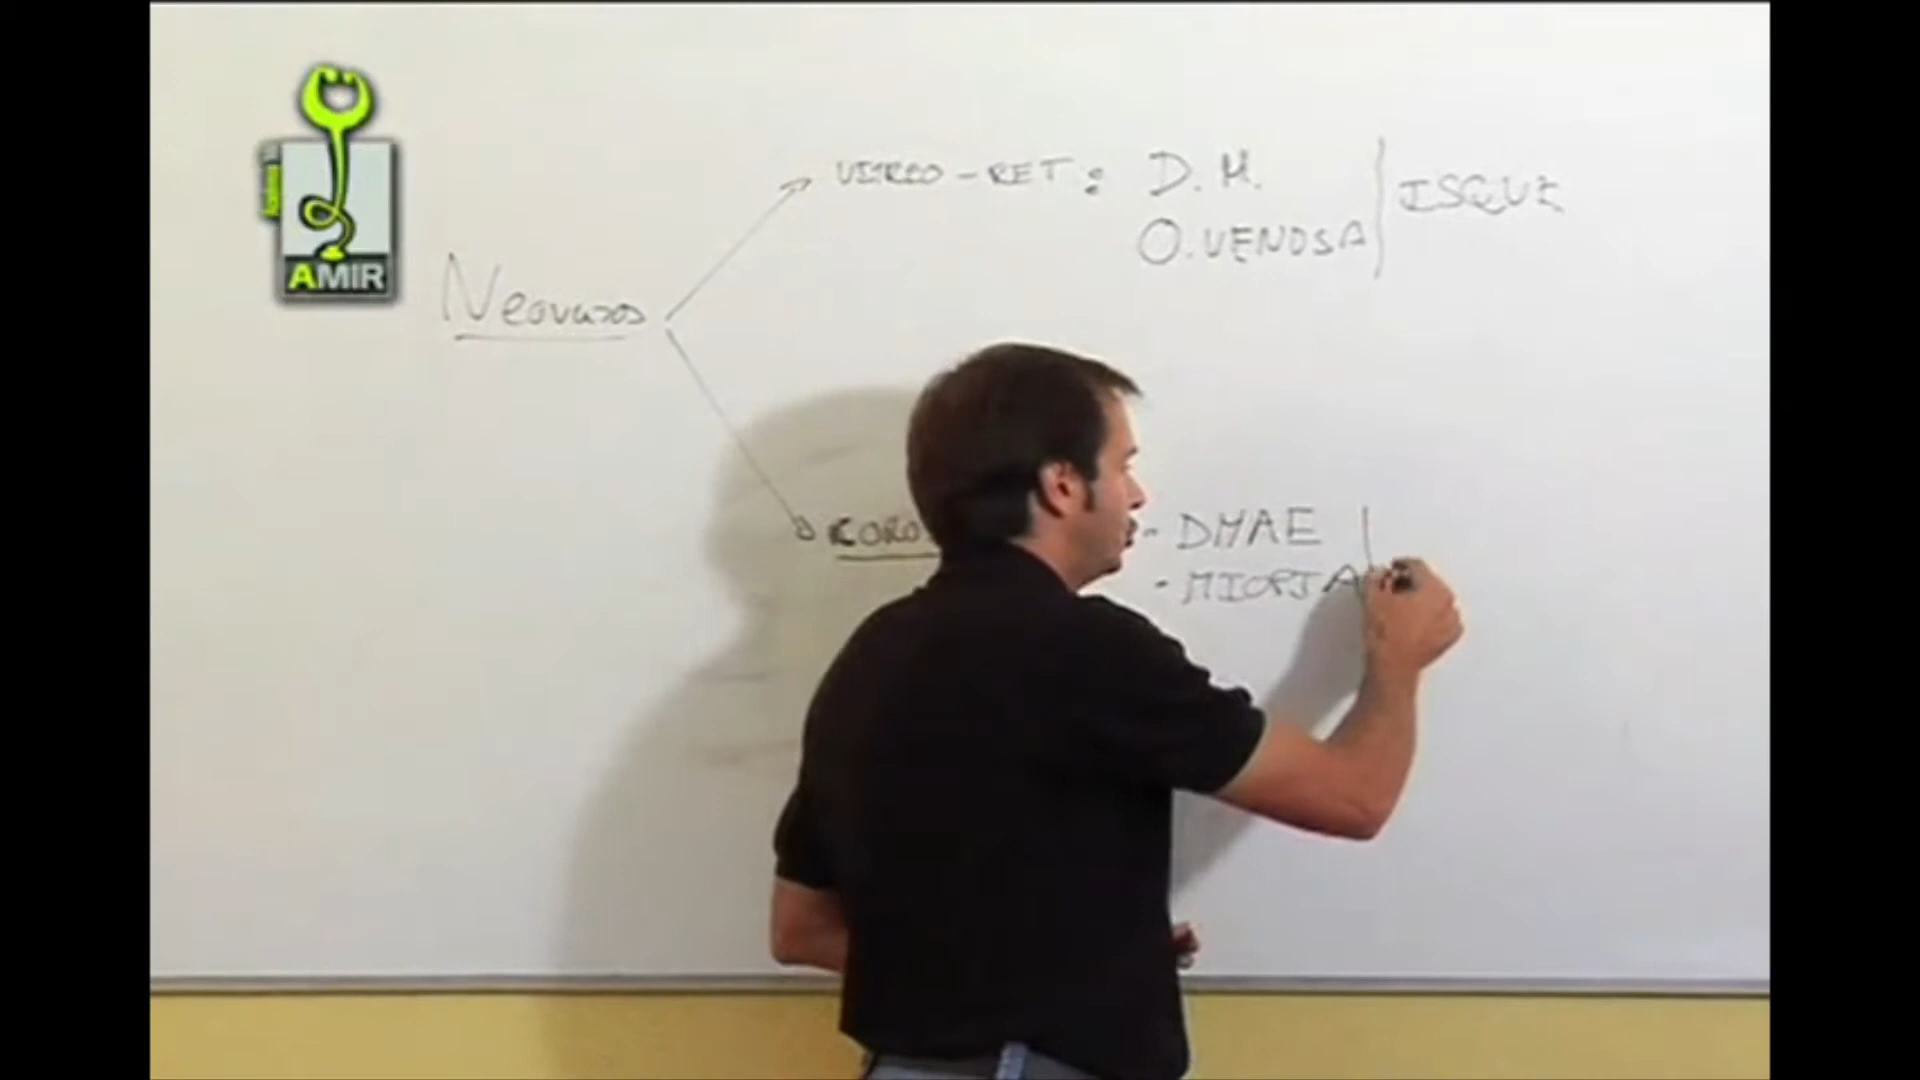 AMIR
VITREO-RET: D.M.
ISQUE
O.VENOSA
Neovasos
- DMAE
- MIOPIA